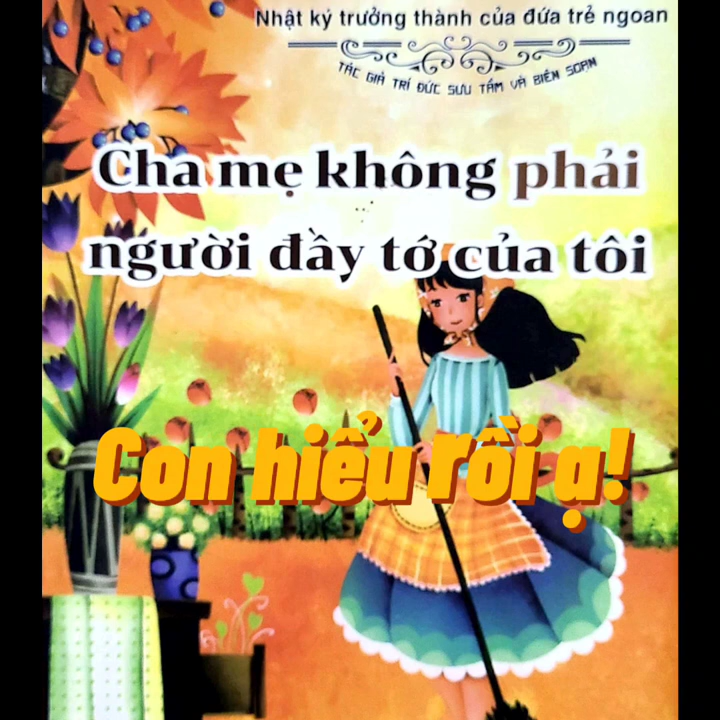 Nhật ký trưởng thành của đứa trẻ ngoan
TÁC GIẢ TRÍ ĐỨC SƯU TẦM VÀ BIÊN SOẠN
Cha mẹ không phải
người đầy tớ của tôi
Con hiểu rồi ạ!